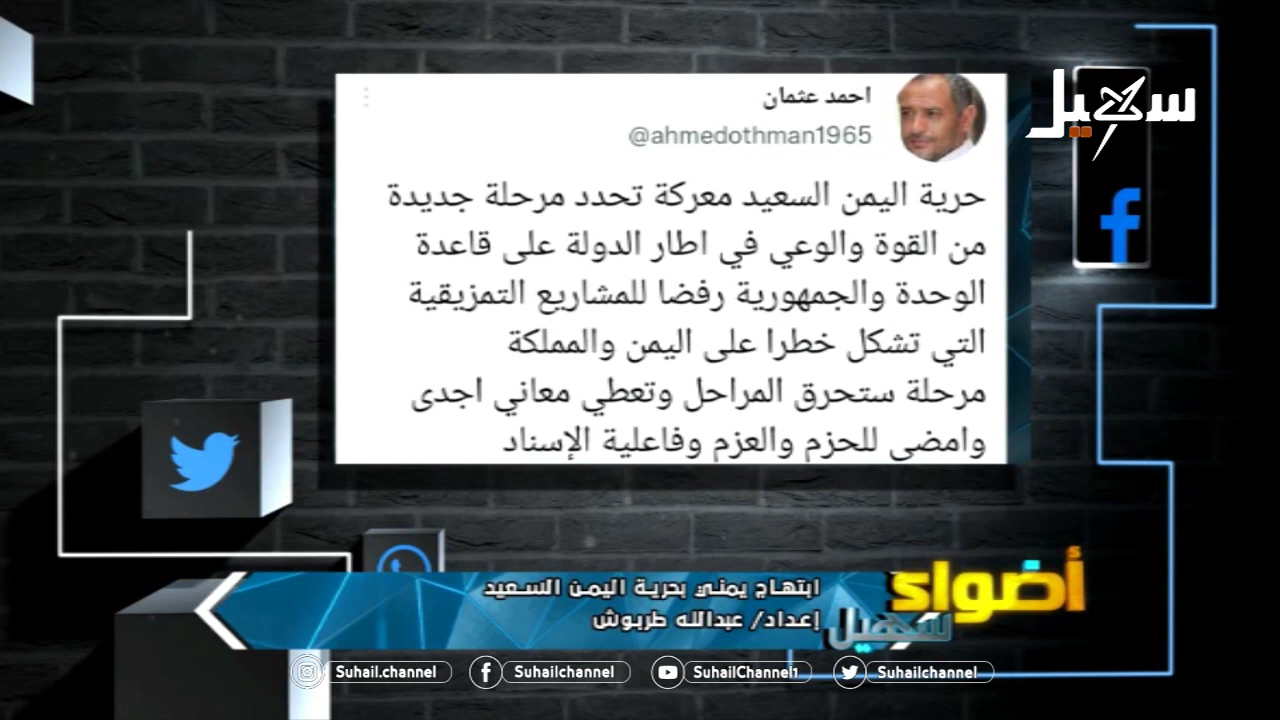 سهيل
احمد عثمان
@ahmedothman1965
حرية اليمن السعيد معركة تحدد مرحلة جديدة
من القوة والوعي في اطار الدولة على قاعدة
الوحدة والجمهورية رفضا للمشاريع التمزيقية
التي تشكل خطرا على اليمن والمملكة
مرحلة ستحرق المراحل وتعطي معاني اجدى
وامضى للحزم والعزم وفاعلية الإسناد
أضواء
سهيل
ابتهاج يمني بحرية اليمن السعيد
إعداد/ عبدالله طربوش
Suhail.channel
Suhailchannel
SuhailChannel1
Suhailchannel